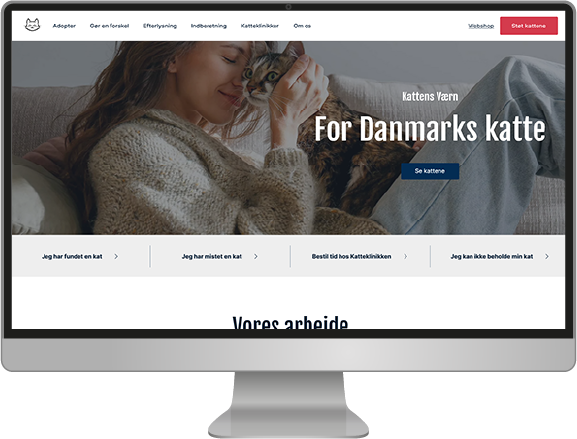 Adopter Gør en forskel Efterlysning Indberetning Katteklinikker Om os Webshop Støt kattene
Kattens Værn
For Danmarks katte
Se kattene
Jeg har fundet en kat Jeg har mistet en kat Bestil tid hos Katteklinikken Jeg kan ikke beholde min kat
Vores arbejde